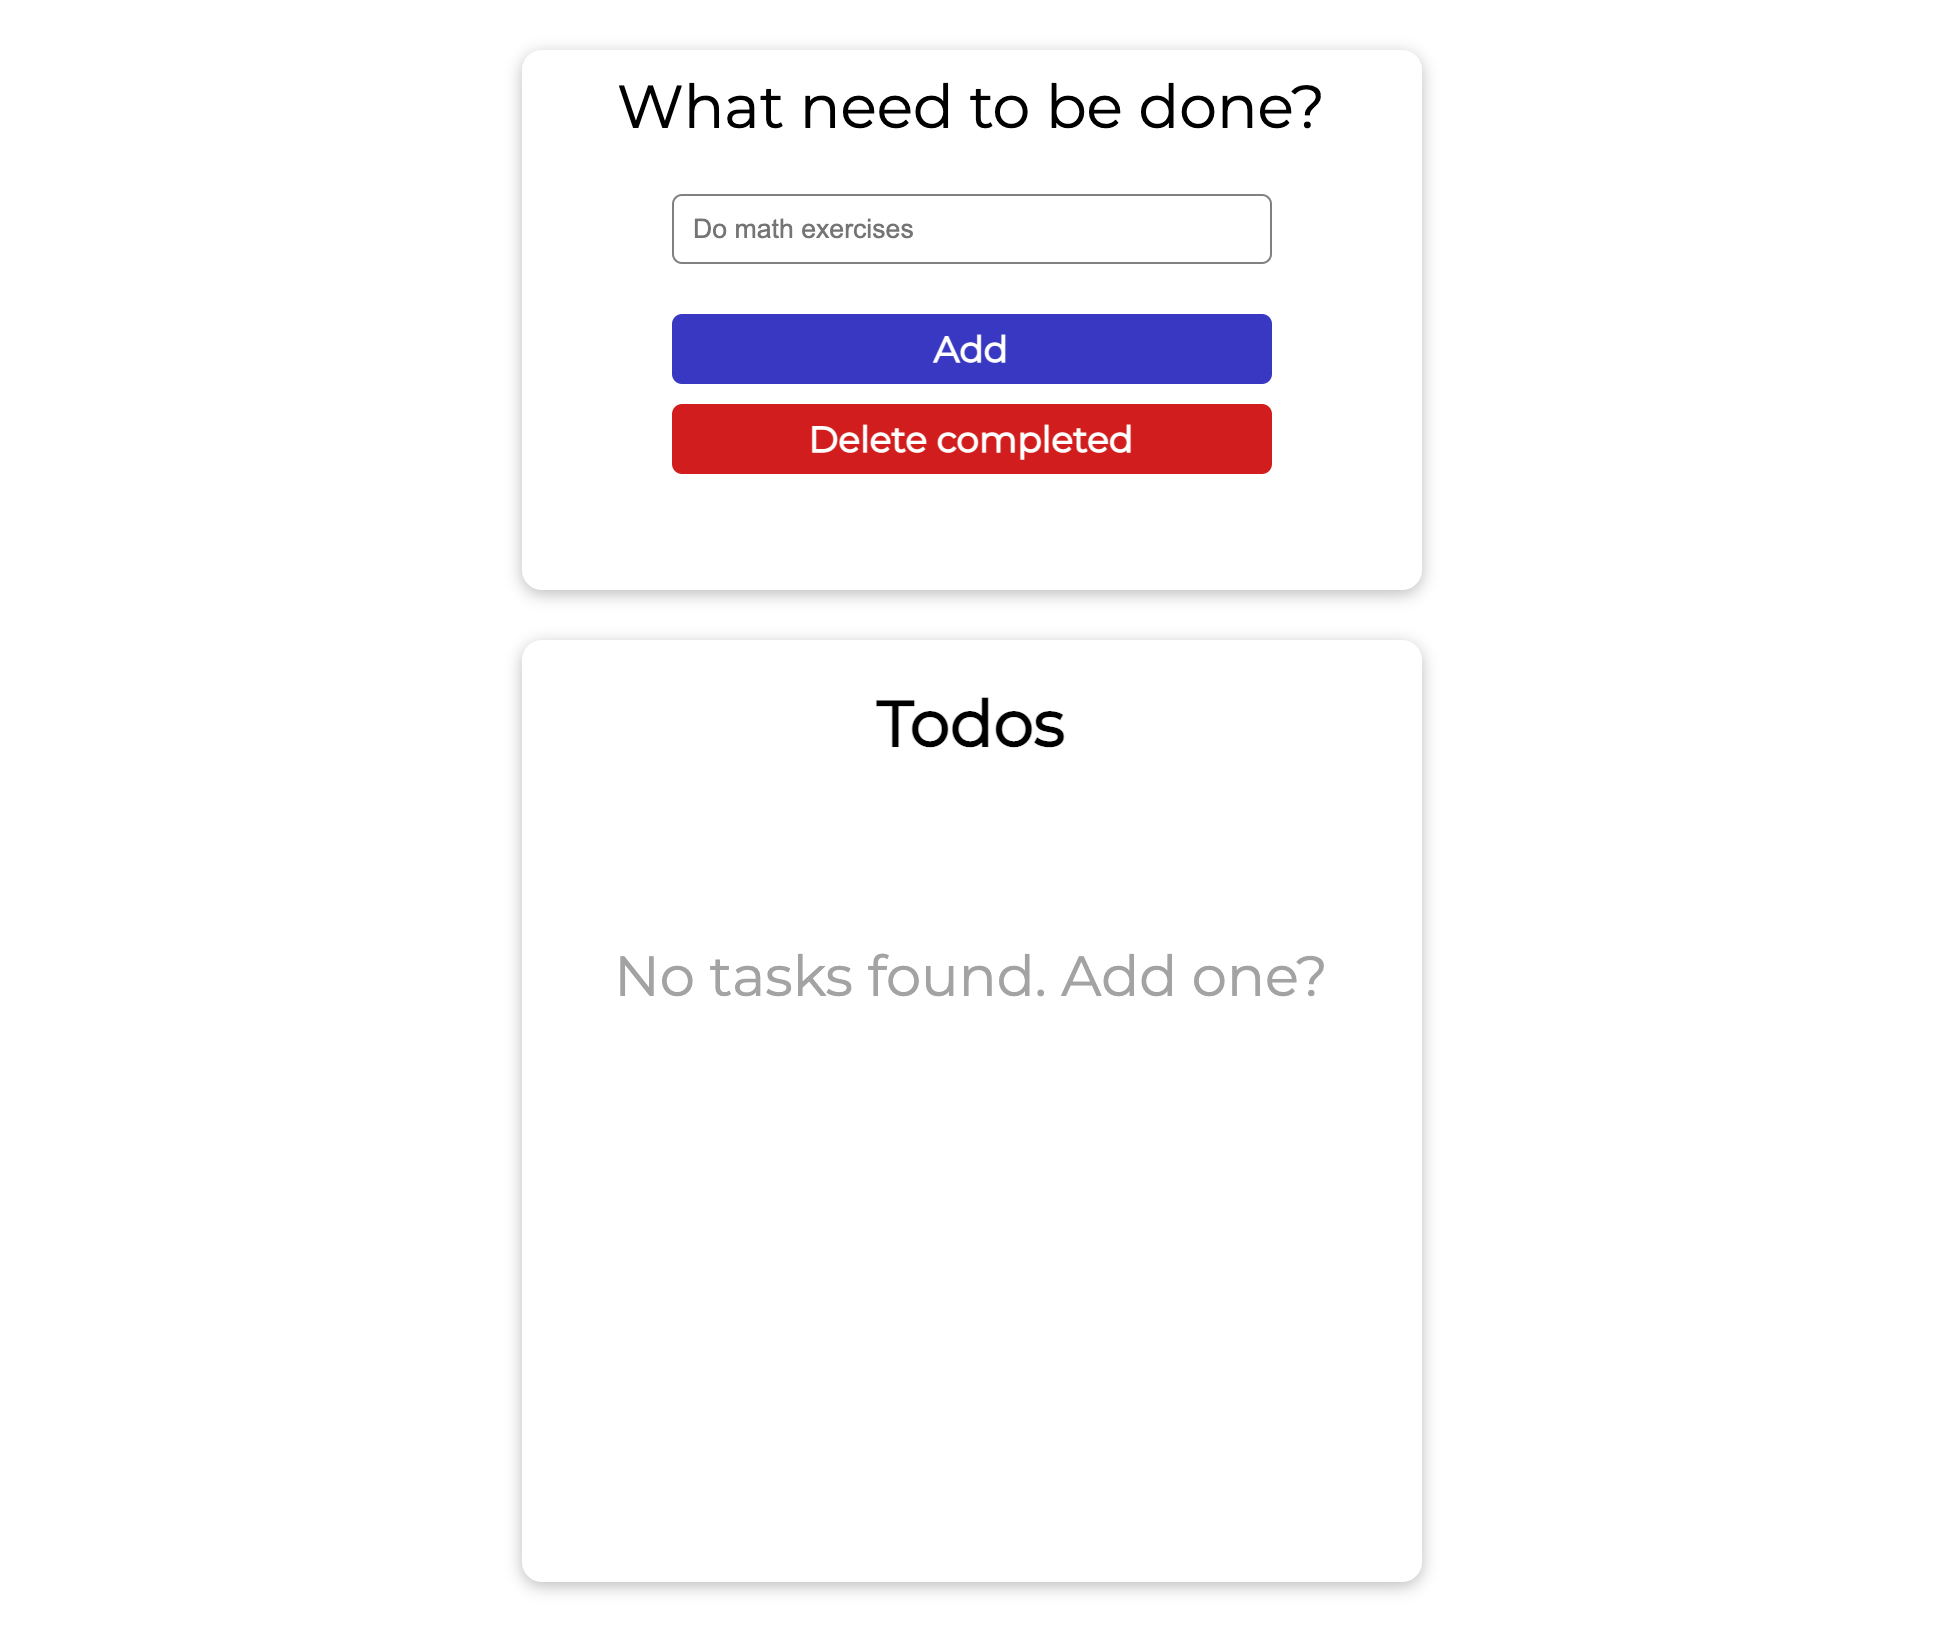 What need to be done?
Do math exercises
Add
Delete completed
Todos
No tasks found. Add one?